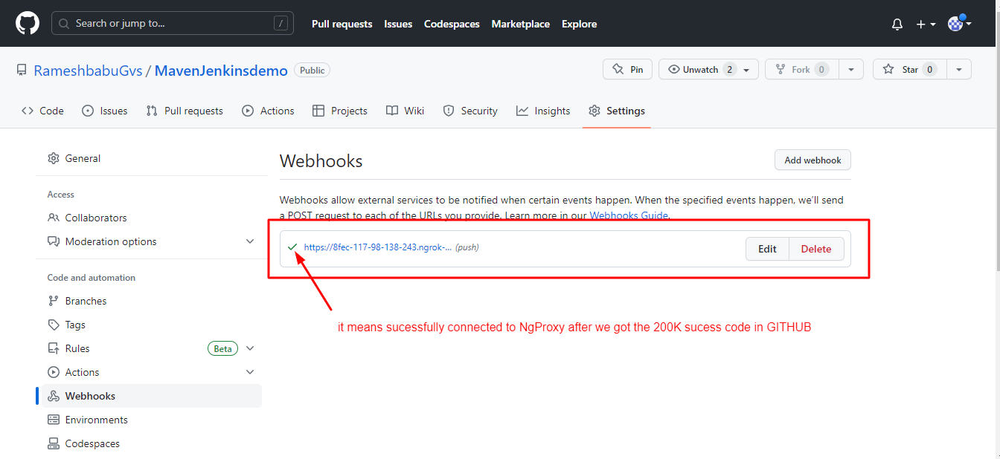 Search or jump to... /
Pull requests Issues Codespaces Marketplace Explore
RameshbabuGvs / MavenJenkinsdemo Public
Pin Unwatch 2 Fork 0 Star 0
Code Issues Pull requests Actions Projects Wiki Security Insights Settings
General
Access
Collaborators
Moderation options
Code and automation
Branches
Tags
Rules Beta
Actions
Webhooks
Environments
Codespaces
Webhooks Add webhook
Webhooks allow external services to be notified when certain events happen. When the specified events happen, we'll send
a POST request to each of the URLs you provide. Learn more in our Webhooks Guide.
https://8fec-117-98-138-243.ngrok-... (push) Edit Delete
it means sucessfully connected to NgProxy after we got the 200K sucess code in GITHUB